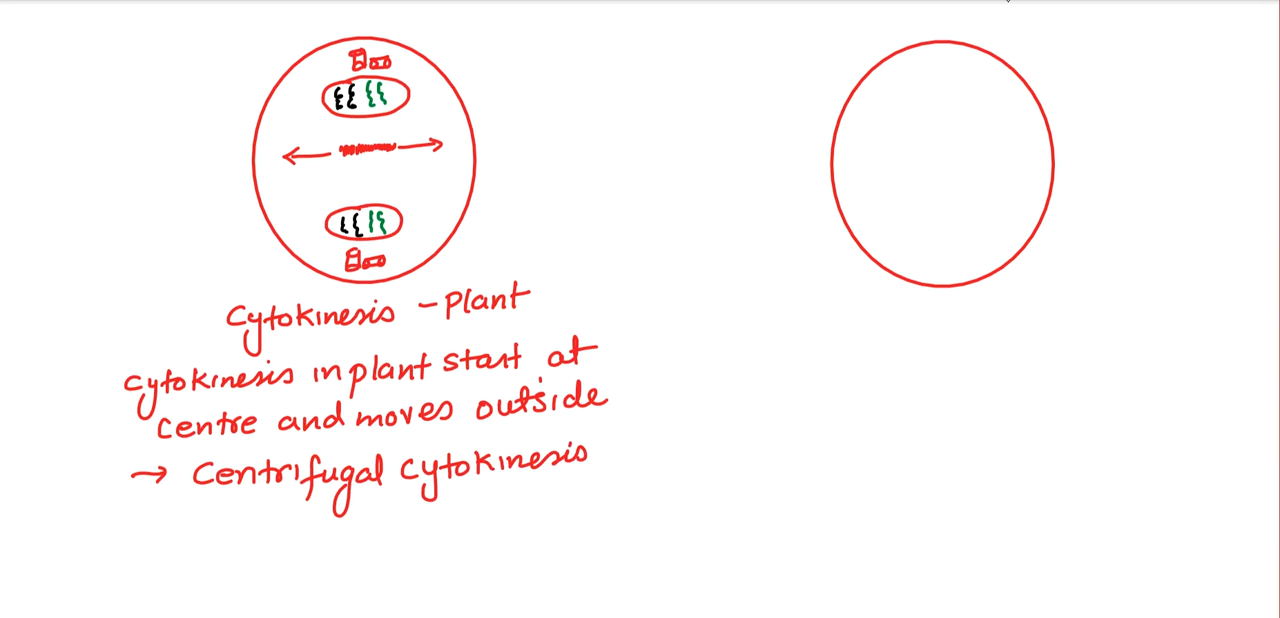 Cytokinesis - Plant
Cytokinesis in plant start at
centre and moves outside
→ Centrifugal Cytokinesis